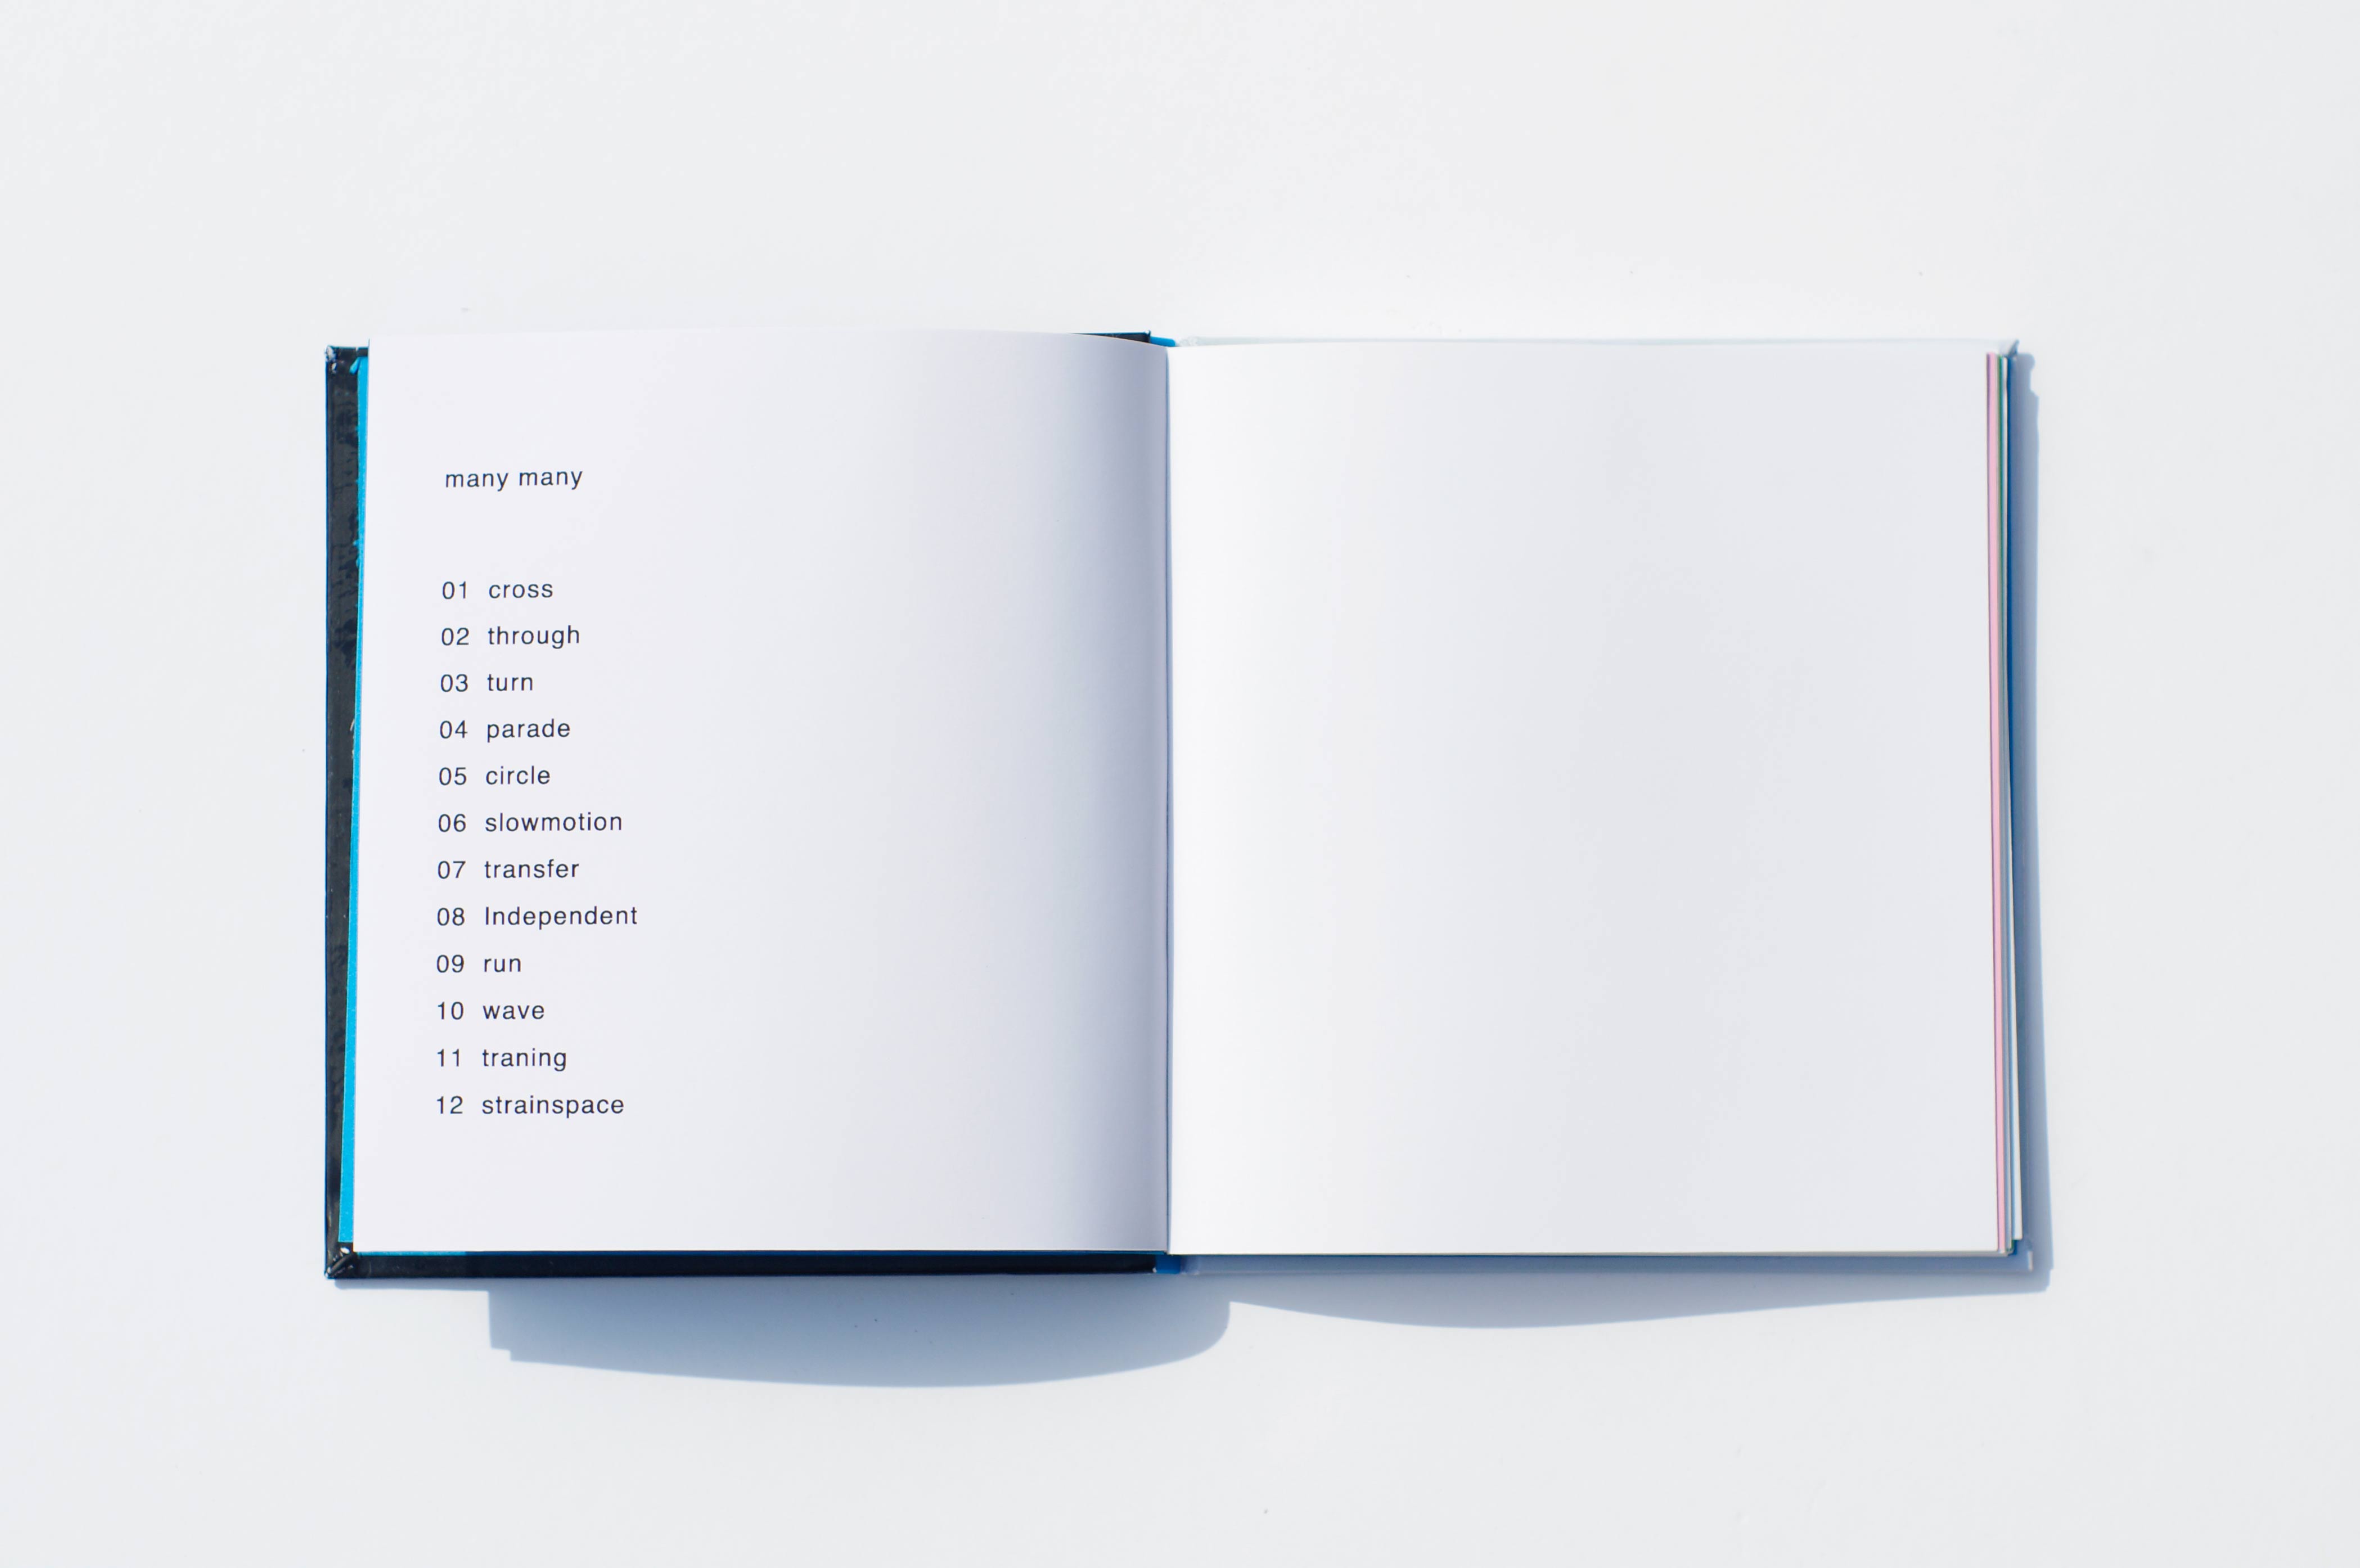 many many
01 cross
02 through
03 turn
04 parade
05 circle
06 slowmotion
07 transfer
08 Independent
09 run
10 wave
11 traning
12 strainspace